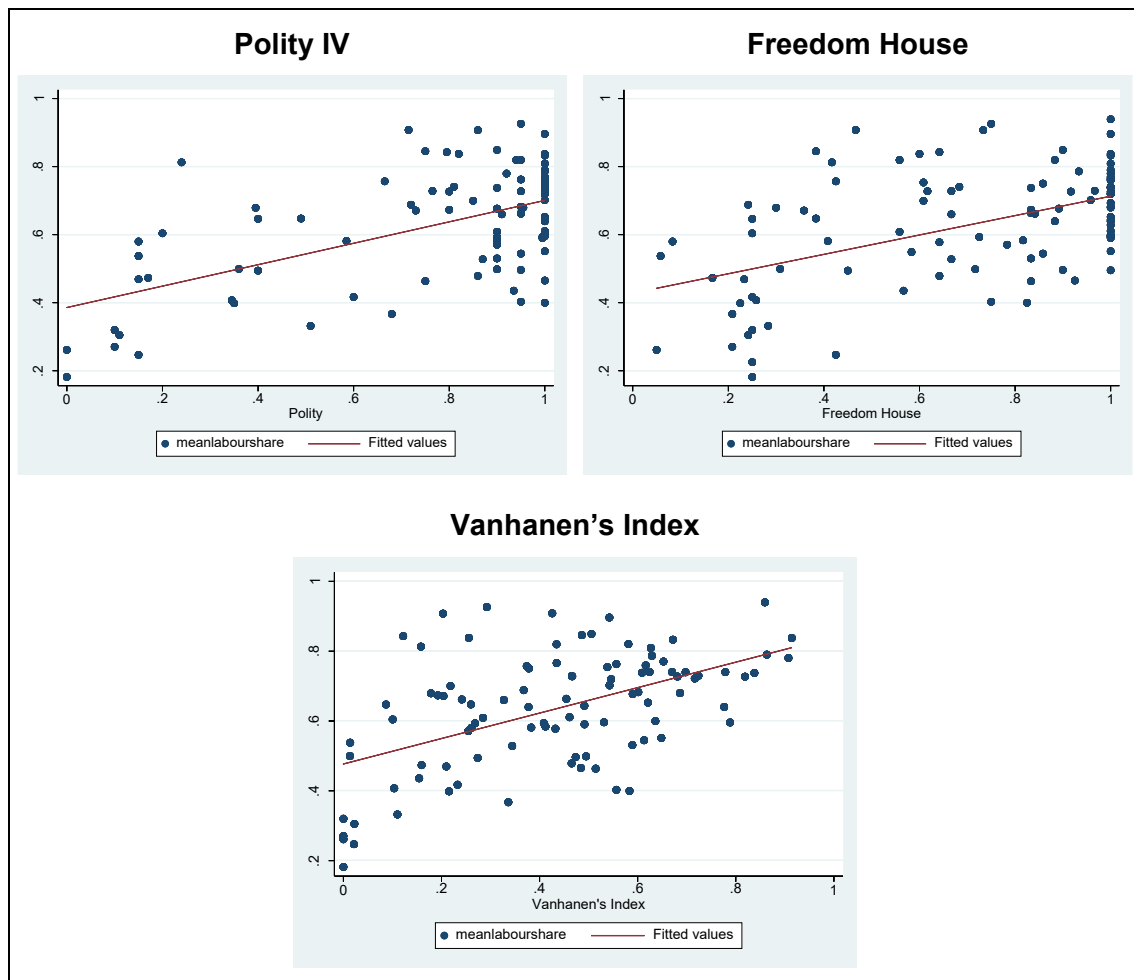 Polity IV
Freedom House
1
.8
.6
.4
.2
0 .2 .4 .6 .8 1
Polity
meanlabourshare Fitted values
1
.8
.6
.4
.2
0 .2 .4 .6 .8 1
Freedom House
meanlabourshare Fitted values
Vanhanen's Index
1
.8
.6
.4
.2
0 .2 .4 .6 .8 1
Vanhanen's Index
meanlabourshare Fitted values